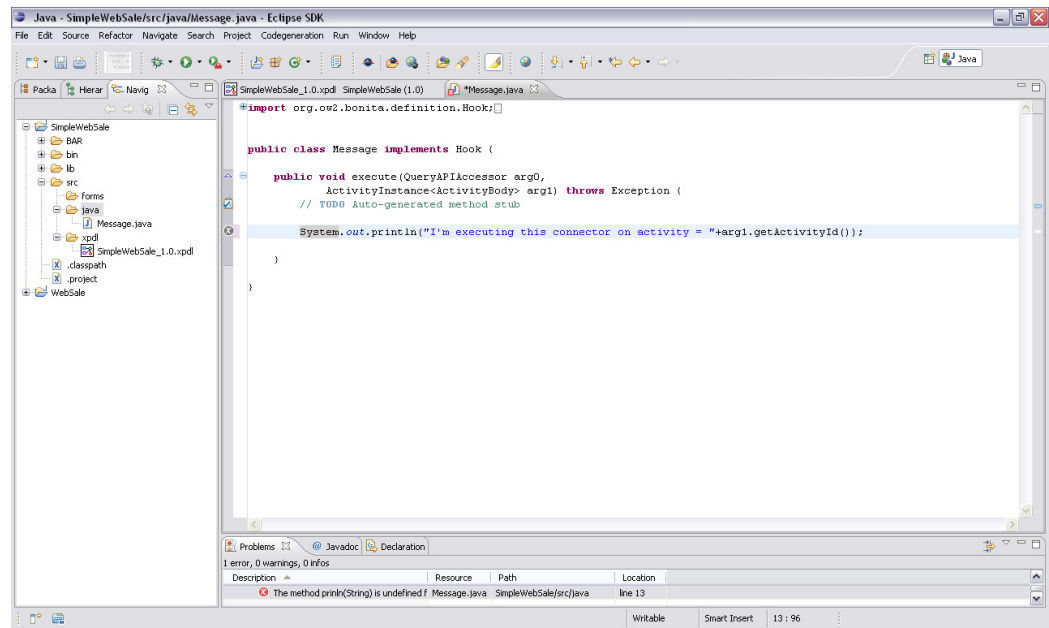 Java - SimpleWebSale/src/java/Message.java - Eclipse SDK
File Edit Source Refactor Navigate Search Project Codegeneration Run Window Help
Java
Packa Hierar Navig
SimpleWebSale_1.0.xpdl SimpleWebSale (1.0) *Message.java
SimpleWebSale
BAR
bin
lib
src
forms
java
Message.java
xpdl
SimpleWebSale_1.0.xpdl
.classpath
.project
WebSale
import org.ow2.bonita.definition.Hook;
public class Message implements Hook {
public void execute(QueryAPIAccessor arg0,
ActivityInstance<ActivityBody> arg1) throws Exception {
// TODO Auto-generated method stub
System.out.println("I'm executing this connector on activity = "+arg1.getActivityId());
}
}
Problems @ Javadoc Declaration
1 error, 0 warnings, 0 infos
Description Resource Path Location
The method prinln(String) is undefined f Message.java SimpleWebSale/src/java line 13
Writable Smart Insert 13 : 96